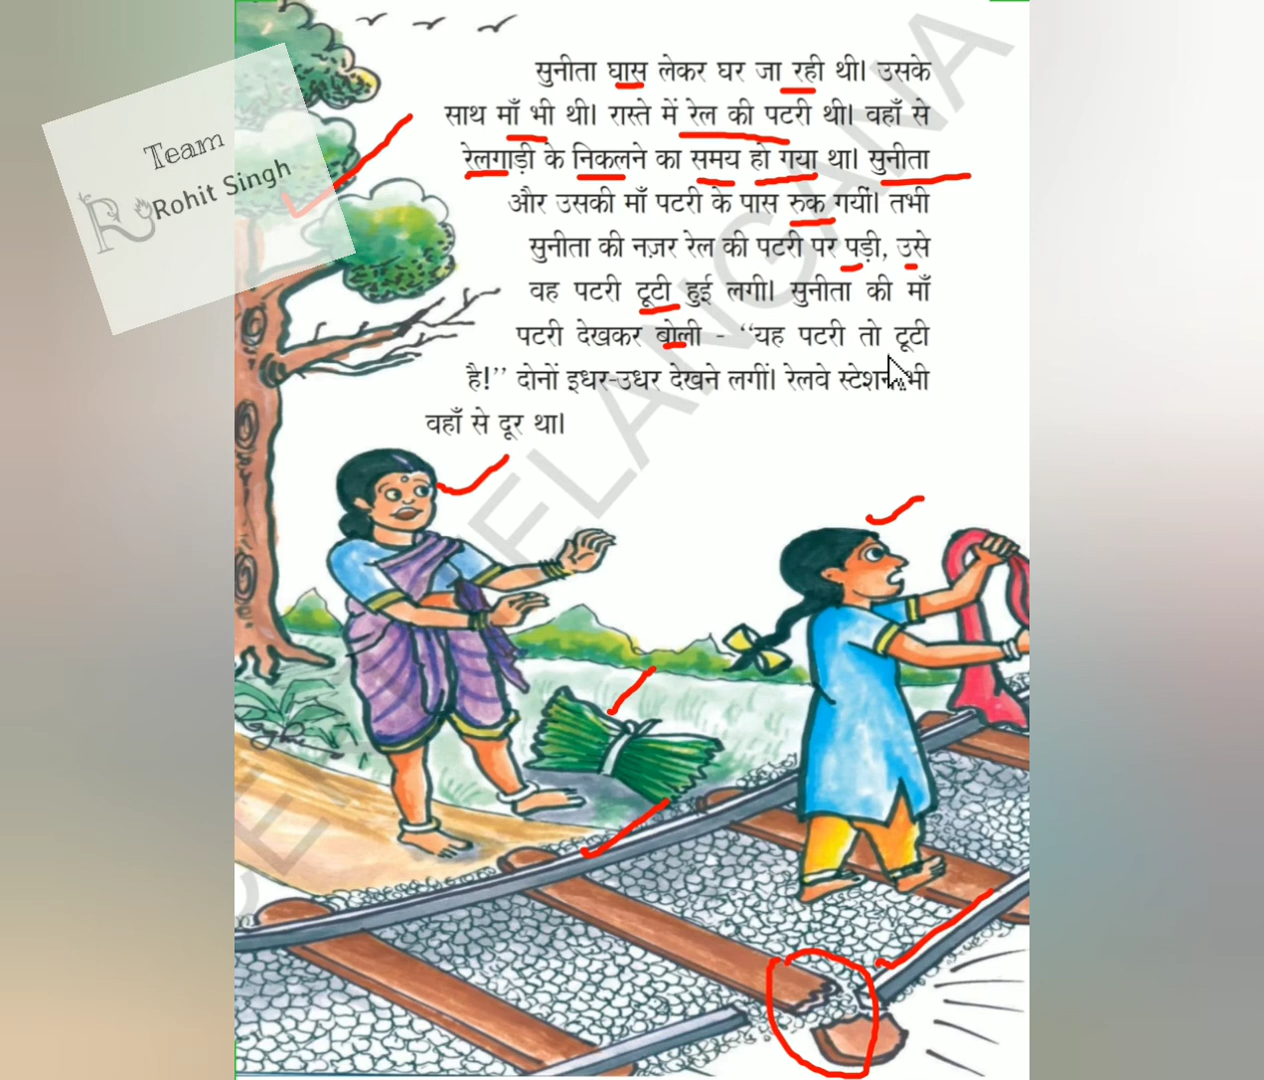 सुनीता घास लेकर घर जा रही थी। उसके
साथ माँ भी थी। रास्ते में रेल की पटरी थी। वहाँ से
रेलगाड़ी के निकलने का समय हो गया था। सुनीता
और उसकी माँ पटरी के पास रुक गयीं। तभी
सुनीता की नज़र रेल की पटरी पर पड़ी, उसे
वह पटरी टूटी हुई लगी। सुनीता की माँ
पटरी देखकर बोली - “यह पटरी तो टूटी
है!” दोनों इधर-उधर देखने लगीं। रेलवे स्टेशन भी
वहाँ से दूर था।
Team
Rohit Singh
TELANGANA